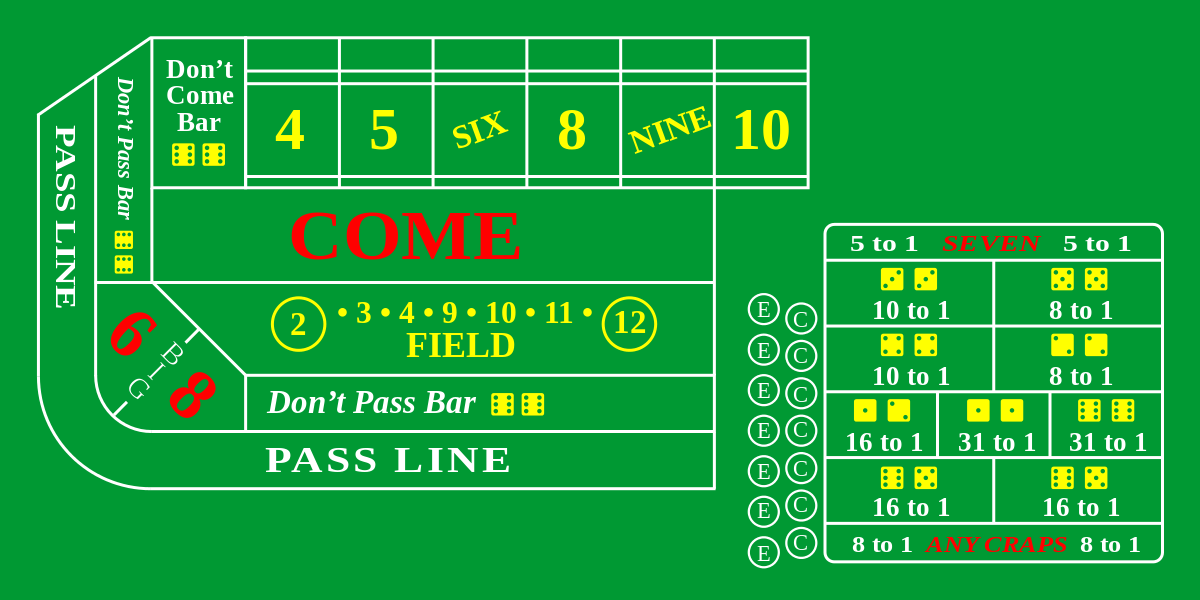 Don’t
Come
Bar
4
5
SIX
8
NINE
10
PASS LINE
Don’t Pass Bar
COME
2
• 3 • 4 • 9 • 10 • 11 •
12
FIELD
6
8
BIG
Don’t Pass Bar
PASS LINE
E
E
E
E
E
E
E
C
C
C
C
C
C
C
5 to 1 SEVEN 5 to 1
10 to 1
8 to 1
10 to 1
8 to 1
16 to 1
31 to 1
31 to 1
16 to 1
16 to 1
8 to 1 ANY CRAPS 8 to 1